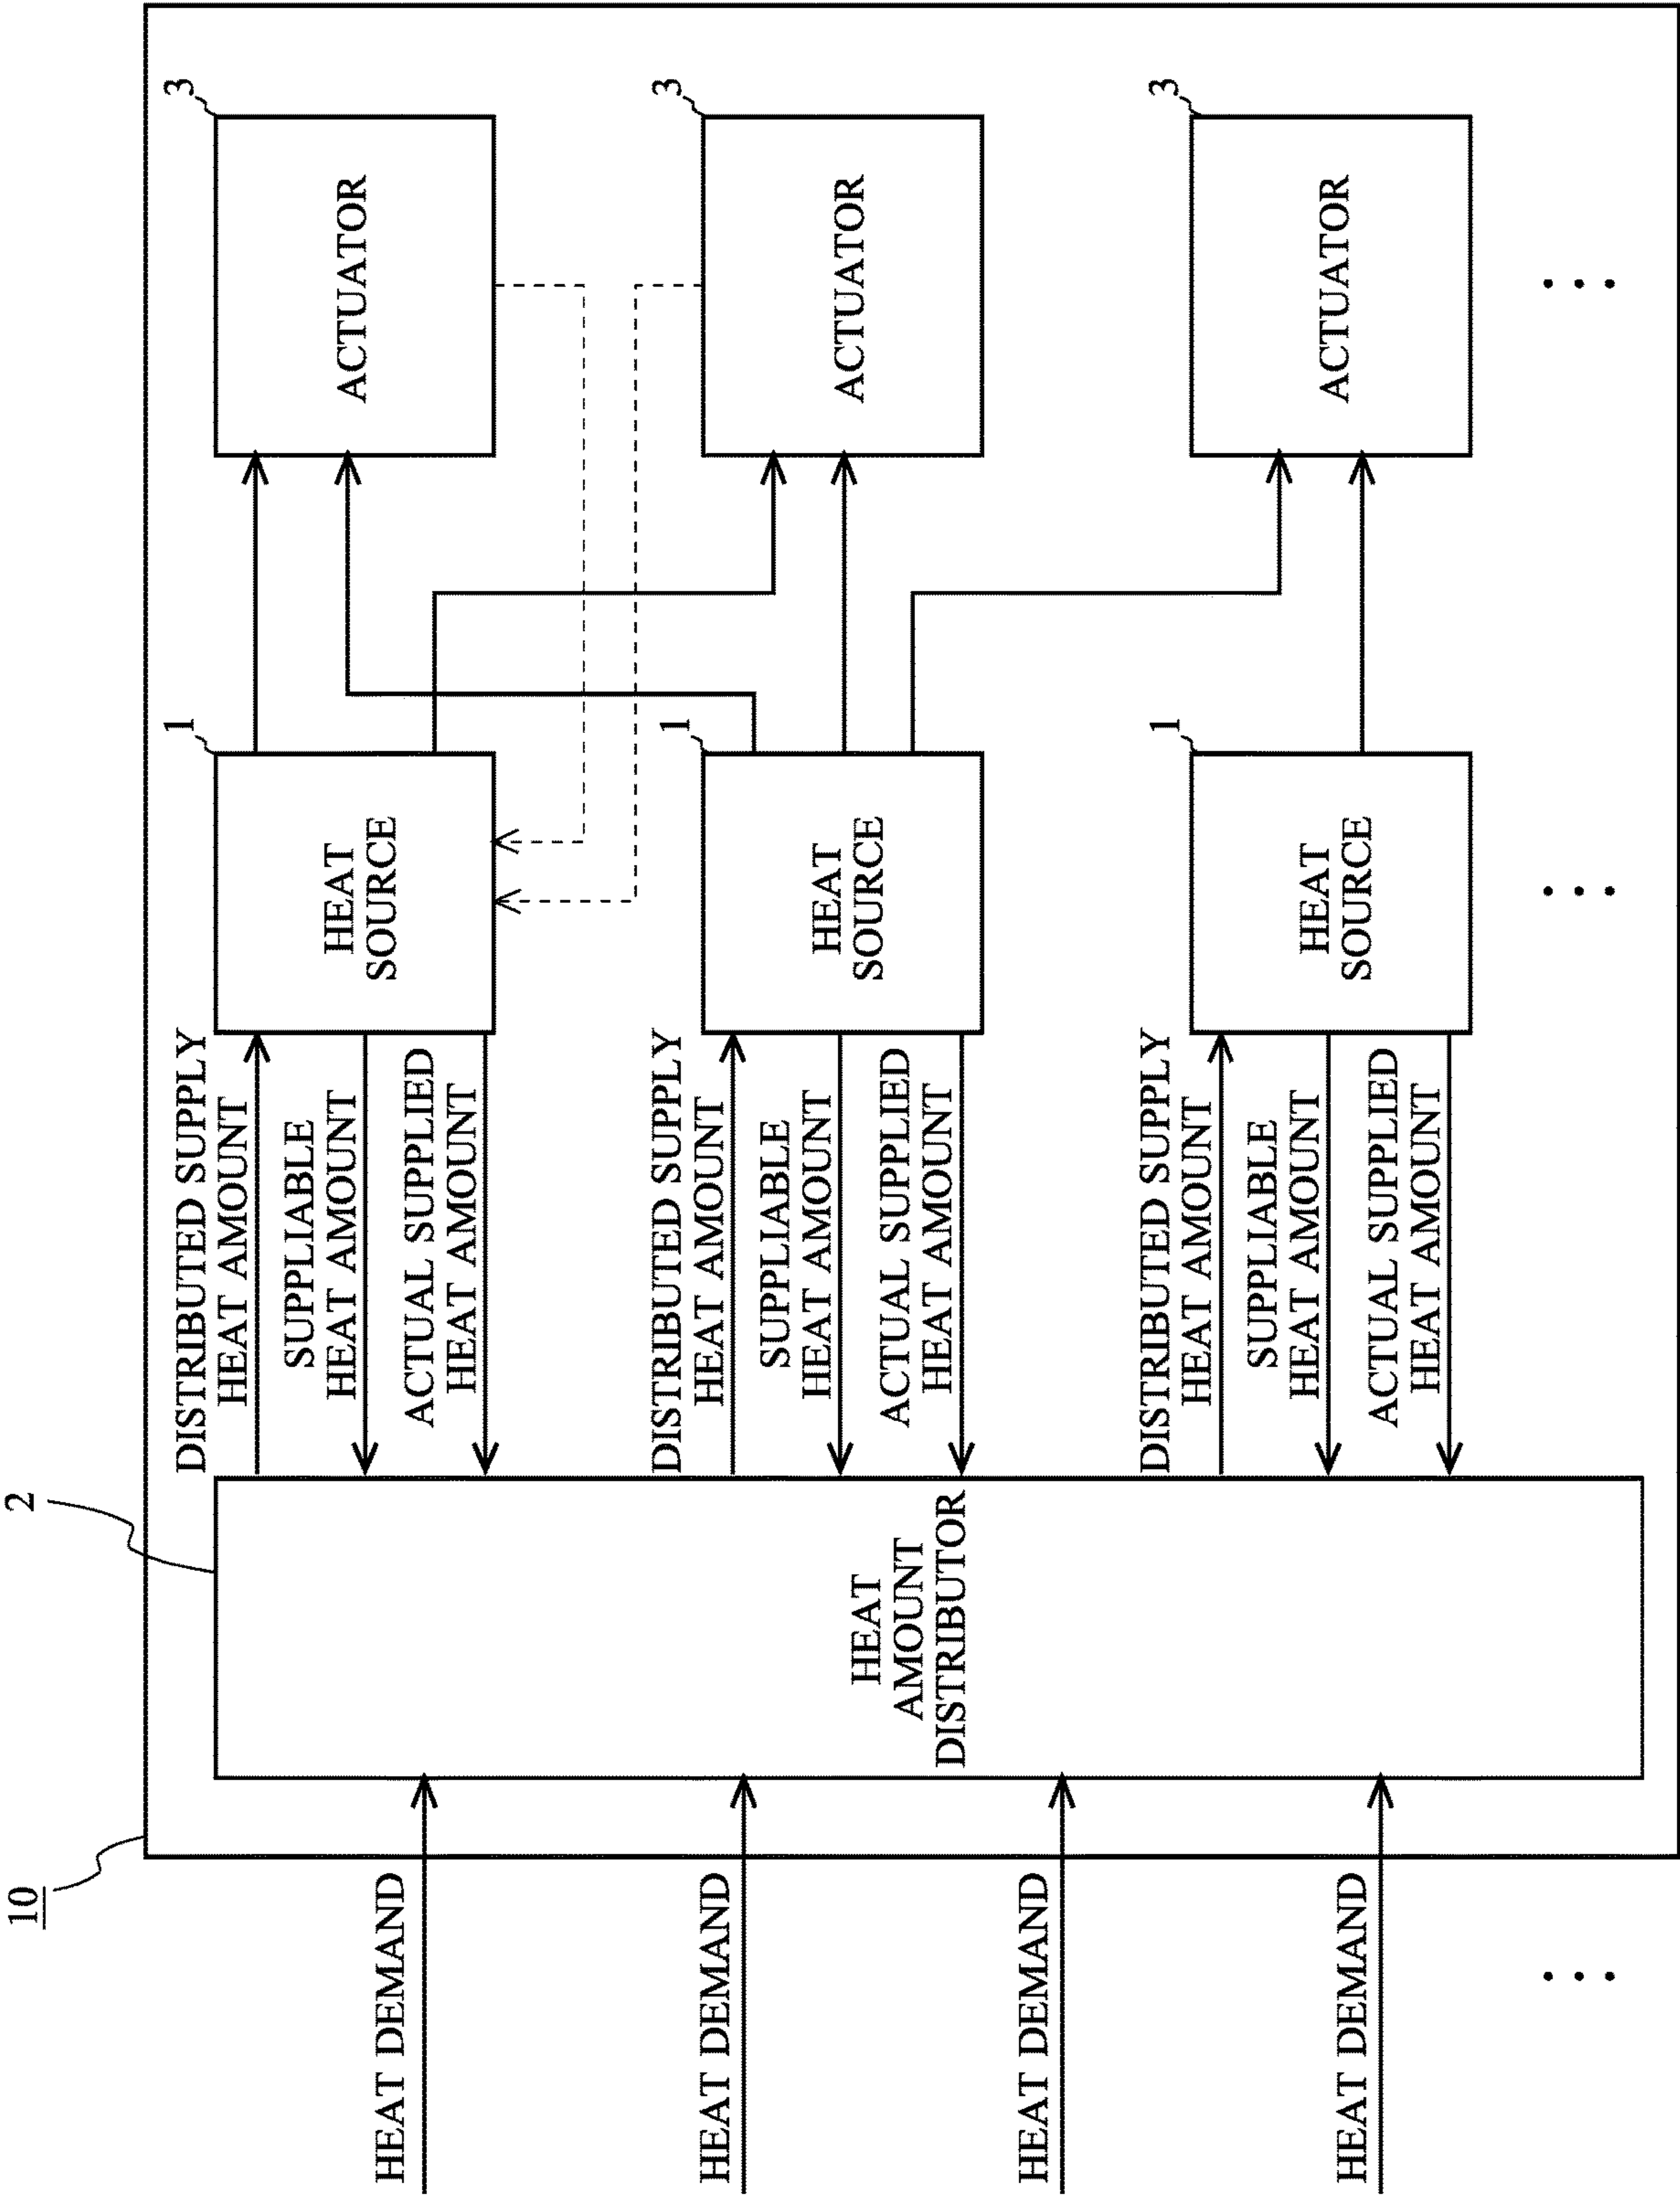 10
2
HEAT DEMAND
HEAT DEMAND
HEAT DEMAND
HEAT DEMAND
HEAT
AMOUNT
DISTRIBUTOR
DISTRIBUTED SUPPLY
HEAT AMOUNT
SUPPLIABLE
HEAT AMOUNT
ACTUAL SUPPLIED
HEAT AMOUNT
1
HEAT
SOURCE
3
ACTUATOR
DISTRIBUTED SUPPLY
HEAT AMOUNT
SUPPLIABLE
HEAT AMOUNT
ACTUAL SUPPLIED
HEAT AMOUNT
1
HEAT
SOURCE
3
ACTUATOR
DISTRIBUTED SUPPLY
HEAT AMOUNT
SUPPLIABLE
HEAT AMOUNT
ACTUAL SUPPLIED
HEAT AMOUNT
1
HEAT
SOURCE
3
ACTUATOR